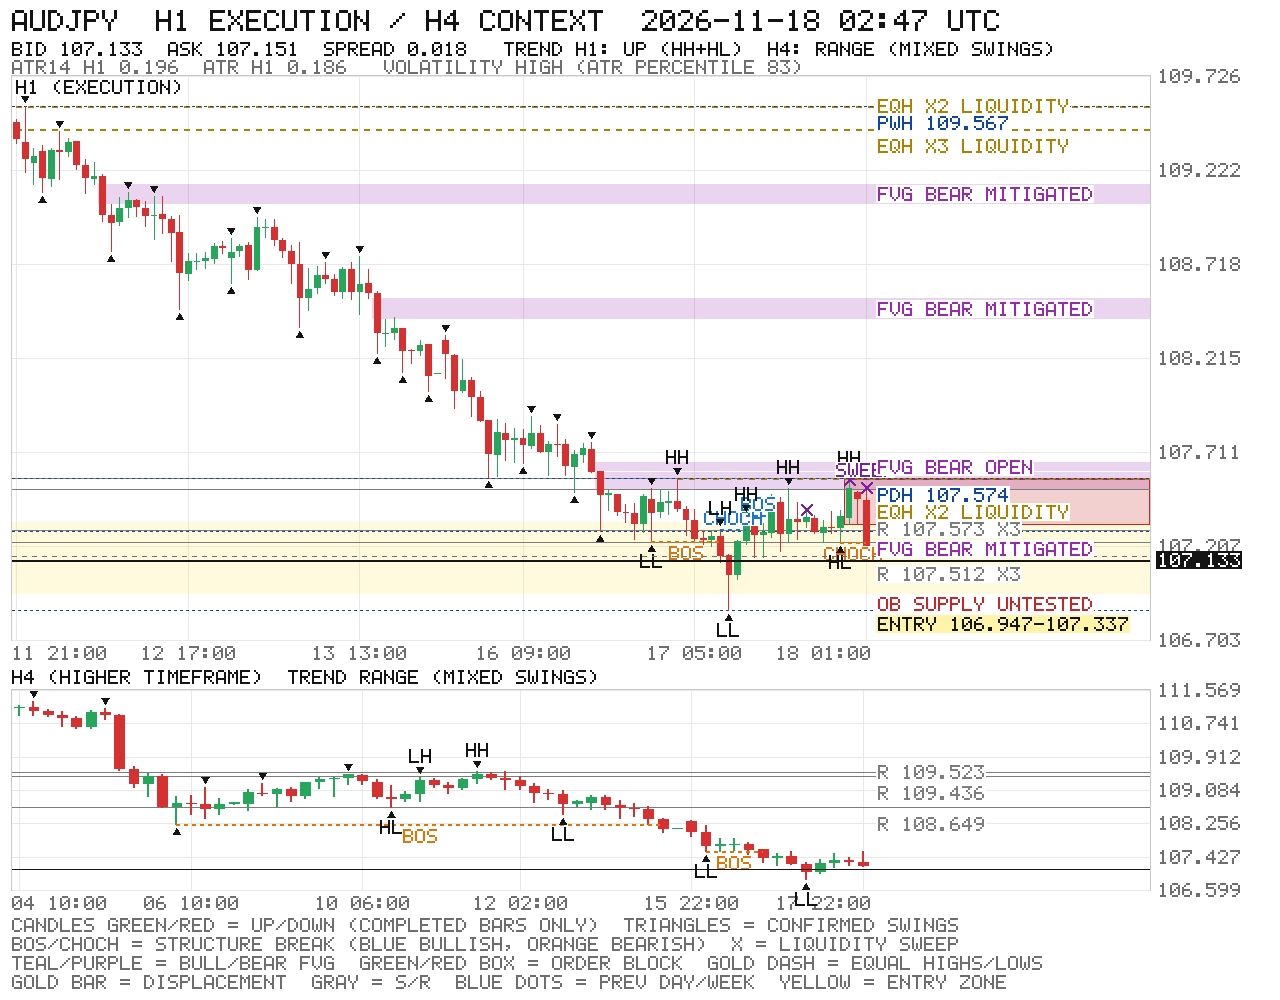 AUDJPY  H1 EXECUTION / H4 CONTEXT  2026-11-18 02:47 UTC
BID 107.133  ASK 107.151  SPREAD 0.018  TREND H1: UP (HH+HL)  H4: RANGE (MIXED SWINGS)
ATR14 H1 0.196  ATR H1 0.186  VOLATILITY HIGH (ATR PERCENTILE 83)
H1 (EXECUTION)
109.726
EQH X2 LIQUIDITY
PWH 109.567
EQH X3 LIQUIDITY
109.222
FVG BEAR MITIGATED
108.718
FVG BEAR MITIGATED
108.215
107.711
HH
HH
HH
SWEE
FVG BEAR OPEN
HH
BOS
PDH 107.574
LH
CHOCH
EQH X2 LIQUIDITY
R 107.573 X3
BOS
CHOCH
FVG BEAR MITIGATED
107.207
107.133
LL
HL
R 107.512 X3
OB SUPPLY UNTESTED
LL
ENTRY 106.947-107.337
106.703
11 21:00  12 17:00  13 13:00  16 09:00  17 05:00  18 01:00
H4 (HIGHER TIMEFRAME)  TREND RANGE (MIXED SWINGS)
111.569
110.741
109.912
LH
HH
R 109.523
R 109.436
109.084
HL
BOS
LL
R 108.649
108.256
107.427
LL
BOS
LL
106.599
04 10:00  06 10:00  10 06:00  12 02:00  15 22:00  17 22:00
CANDLES GREEN/RED = UP/DOWN (COMPLETED BARS ONLY)  TRIANGLES = CONFIRMED SWINGS
BOS/CHOCH = STRUCTURE BREAK (BLUE BULLISH, ORANGE BEARISH)  X = LIQUIDITY SWEEP
TEAL/PURPLE = BULL/BEAR FVG  GREEN/RED BOX = ORDER BLOCK  GOLD DASH = EQUAL HIGHS/LOWS
GOLD BAR = DISPLACEMENT  GRAY = S/R  BLUE DOTS = PREV DAY/WEEK  YELLOW = ENTRY ZONE